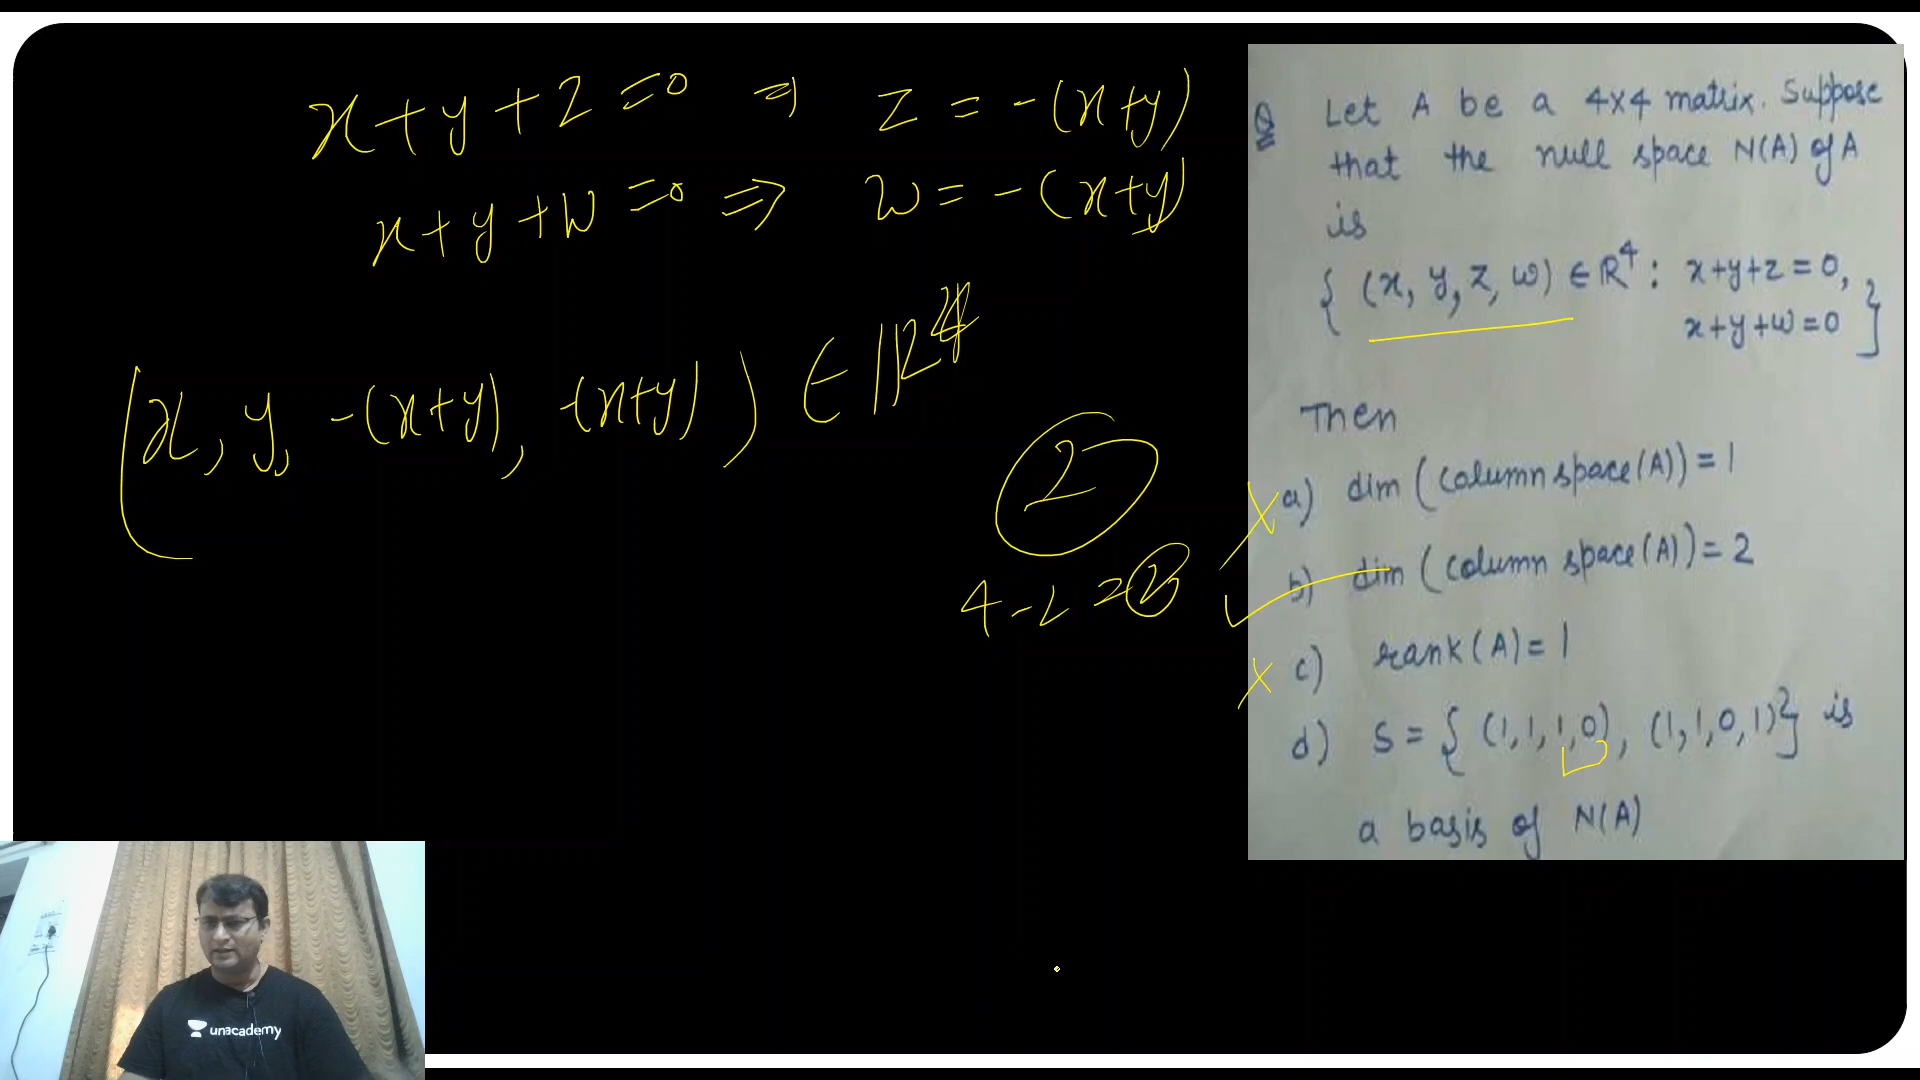 x+y+z=0 ⇒ z = -(x+y)
x+y+w=0 ⇒ w = -(x+y)
(x, y, -(x+y), -(x+y)) ∈ ℝ⁴
2
4-2=2
Q Let A be a 4x4 matrix. Suppose
that the null space N(A) of A
is
{ (x, y, z, w) ∈ R⁴ : x+y+z=0,
x+y+w=0 }
Then
a) dim (column space(A)) = 1
b) dim (column space(A)) = 2
c) rank(A) = 1
d) S = { (1,1,1,0), (1,1,0,1) } is
a basis of N(A)
unacademy